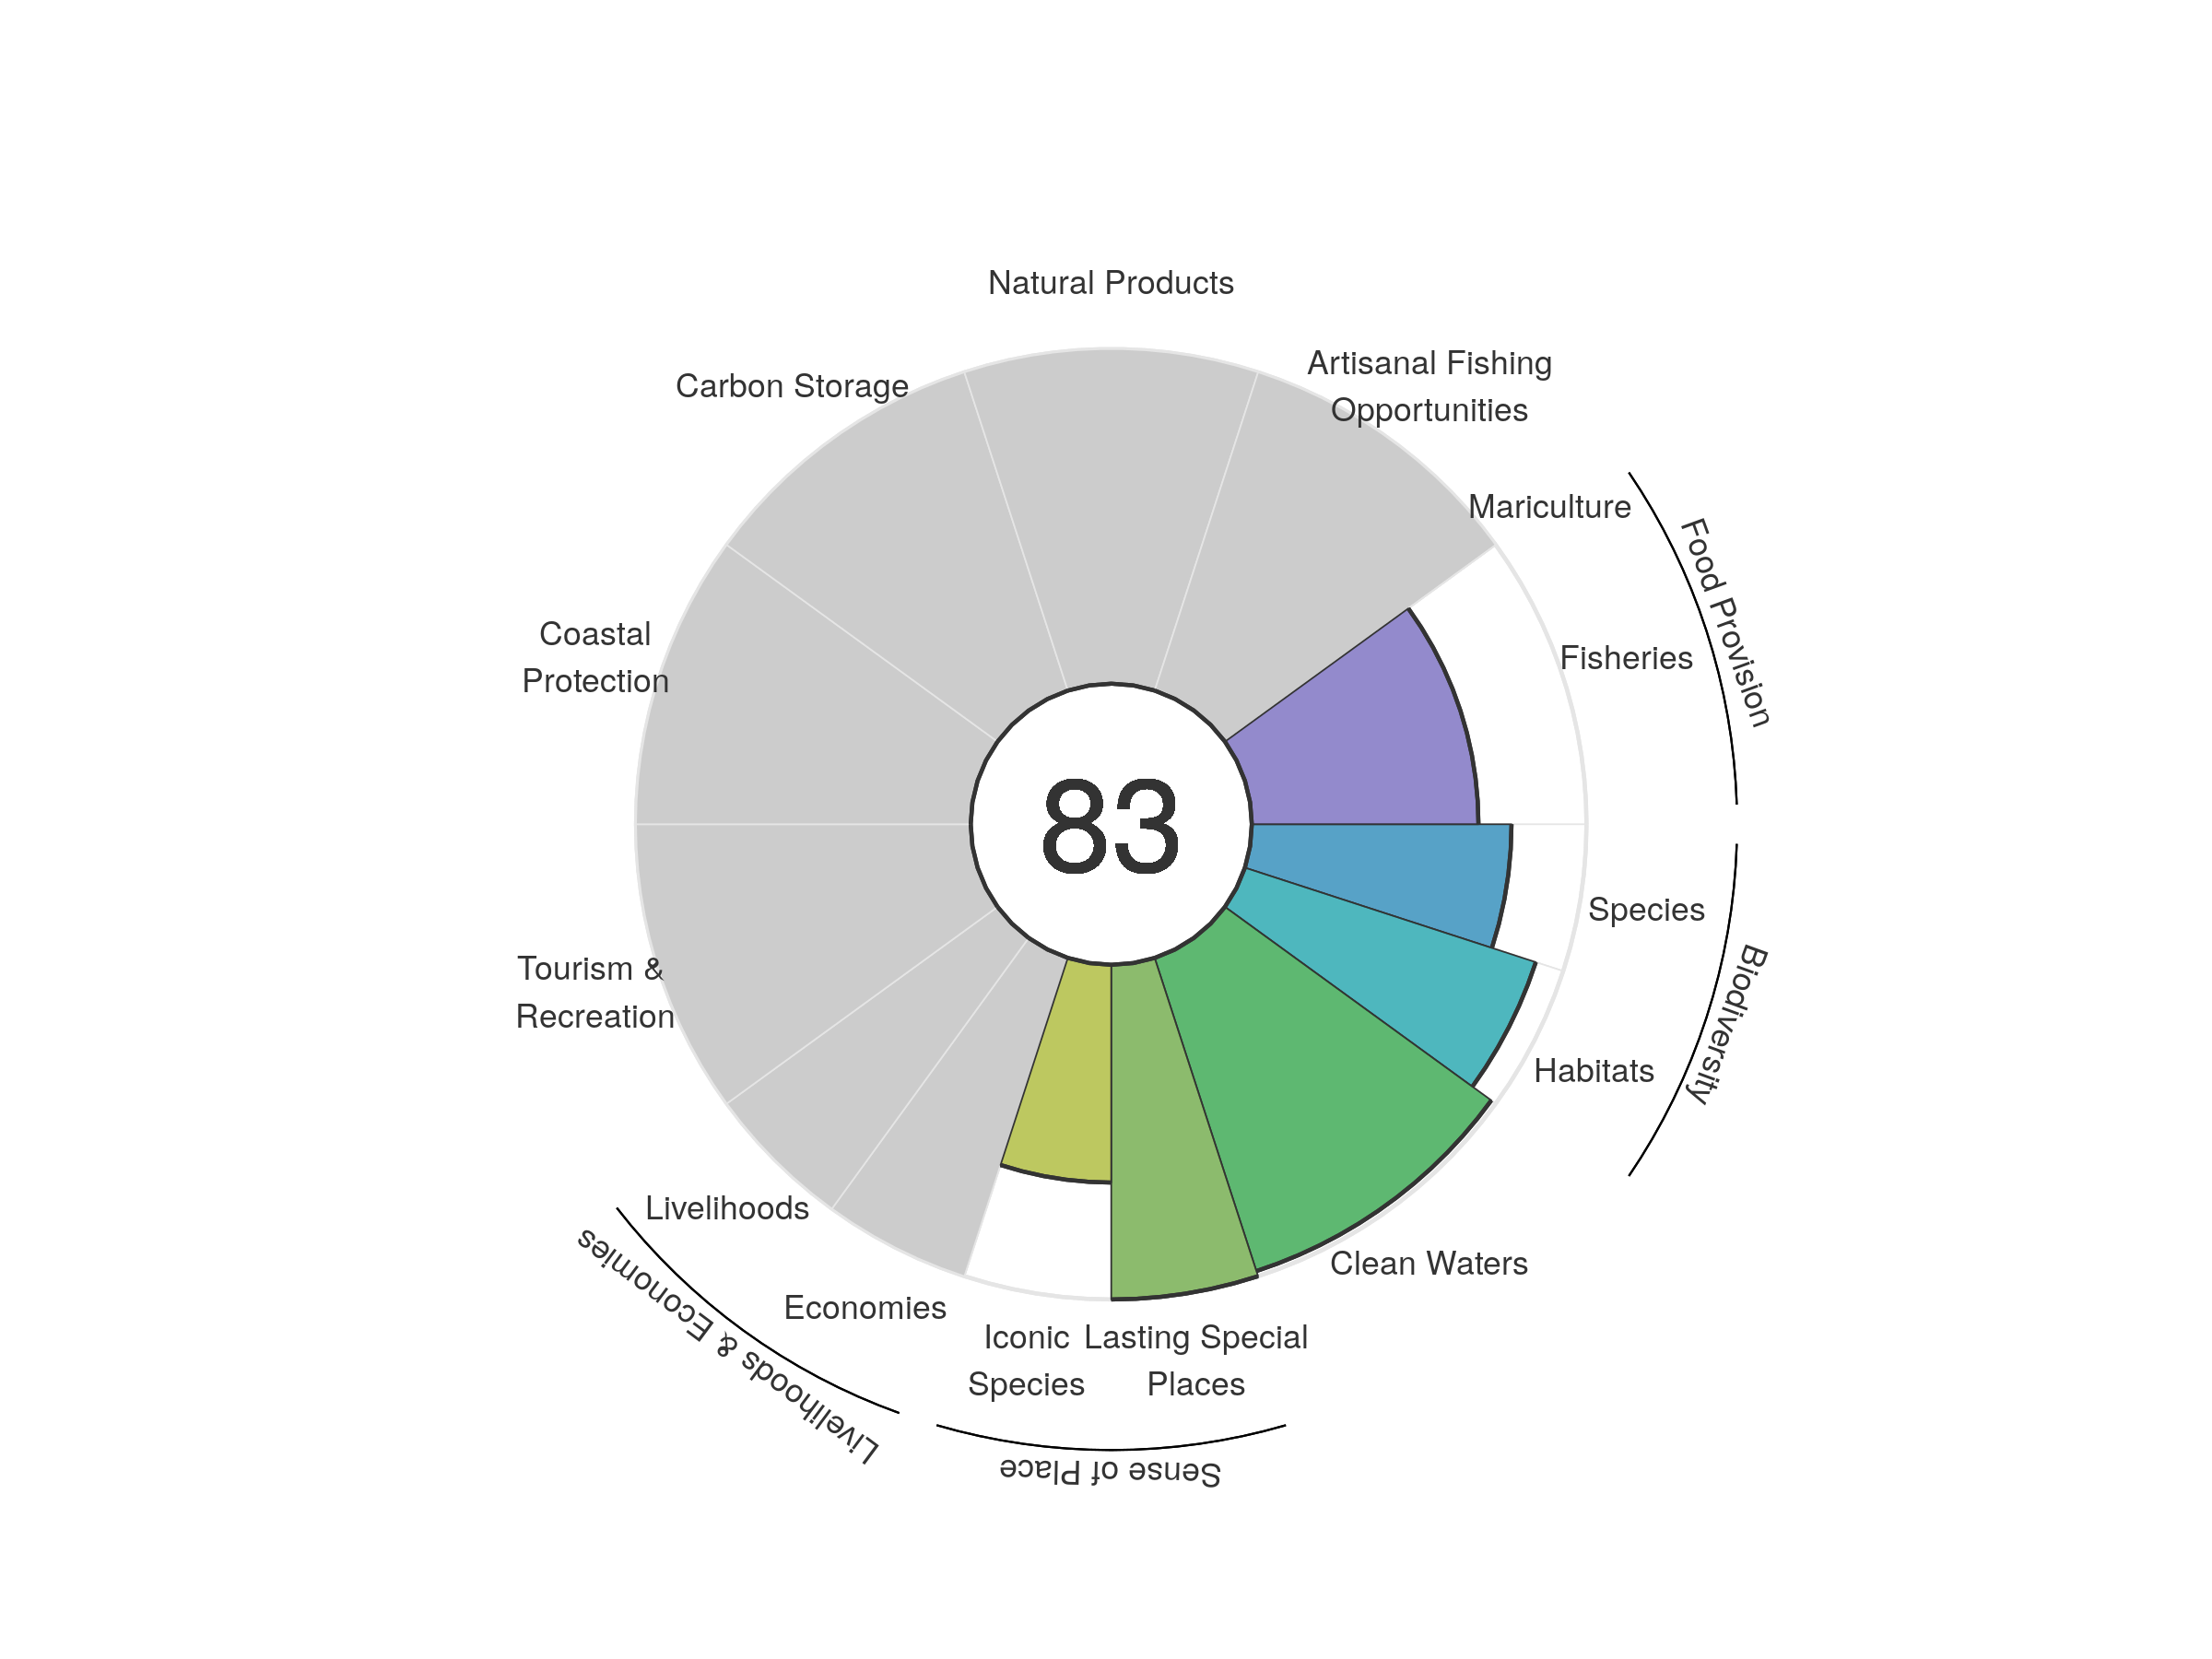 Natural Products
Artisanal Fishing
Opportunities
Carbon Storage
Mariculture
Food Provision
Fisheries
Coastal
Protection
83
Species
Biodiversity
Tourism &
Recreation
Habitats
Livelihoods
Clean Waters
Livelihoods & Economies
Economies
Iconic
Species
Lasting Special
Places
Sense of Place